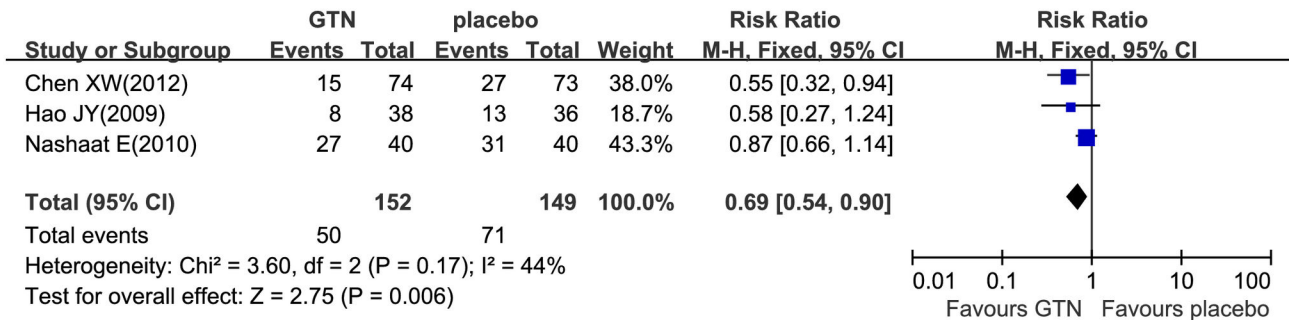 GTN placebo Risk Ratio Risk Ratio
Study or Subgroup Events Total Events Total Weight M-H, Fixed, 95% CI M-H, Fixed, 95% CI
Chen XW(2012) 15 74 27 73 38.0% 0.55 [0.32, 0.94]
Hao JY(2009) 8 38 13 36 18.7% 0.58 [0.27, 1.24]
Nashaat E(2010) 27 40 31 40 43.3% 0.87 [0.66, 1.14]
Total (95% CI) 152 149 100.0% 0.69 [0.54, 0.90]
Total events 50 71
Heterogeneity: Chi² = 3.60, df = 2 (P = 0.17); I² = 44%
Test for overall effect: Z = 2.75 (P = 0.006)
0.01 0.1 1 10 100
Favours GTN Favours placebo